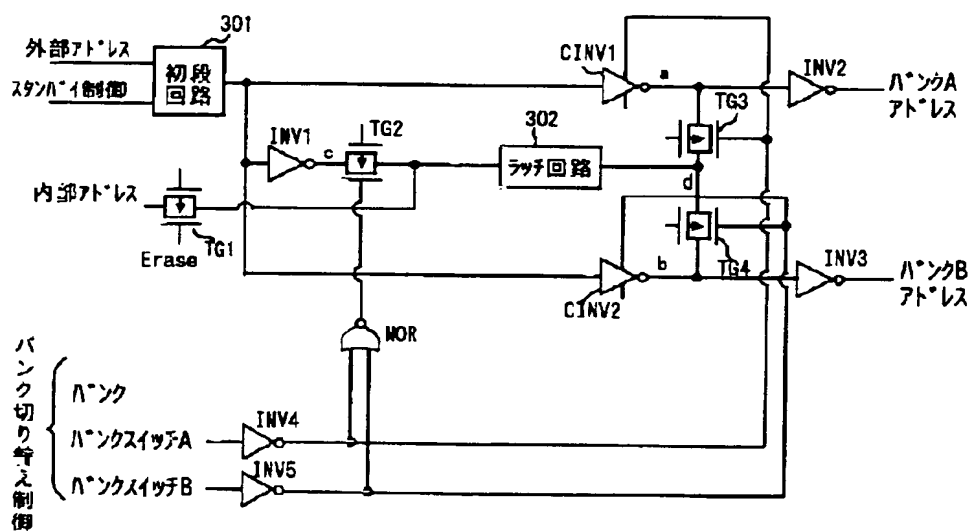 301
外部アドレス
スタンバイ制御
初段
回路
CINV1
a
INV2
バンクA
アドレス
TG3
INV1
c
TG2
302
ラッチ回路
d
内部アドレス
TG1
Erase
TG4
b
CINV2
INV3
バンクB
アドレス
NOR
バンク切り替え制御
バンク
バンクスイッチA
INV4
バンクスイッチB
INV5